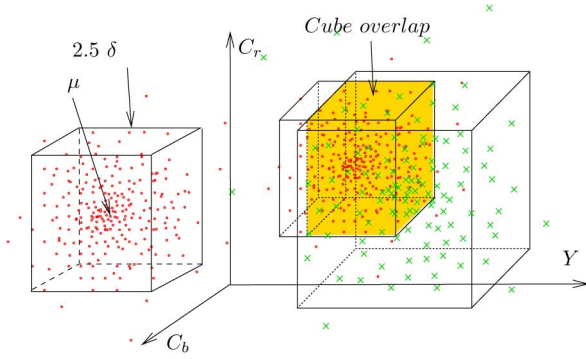 C_r
Cube overlap
2.5 δ
μ
Y
C_b